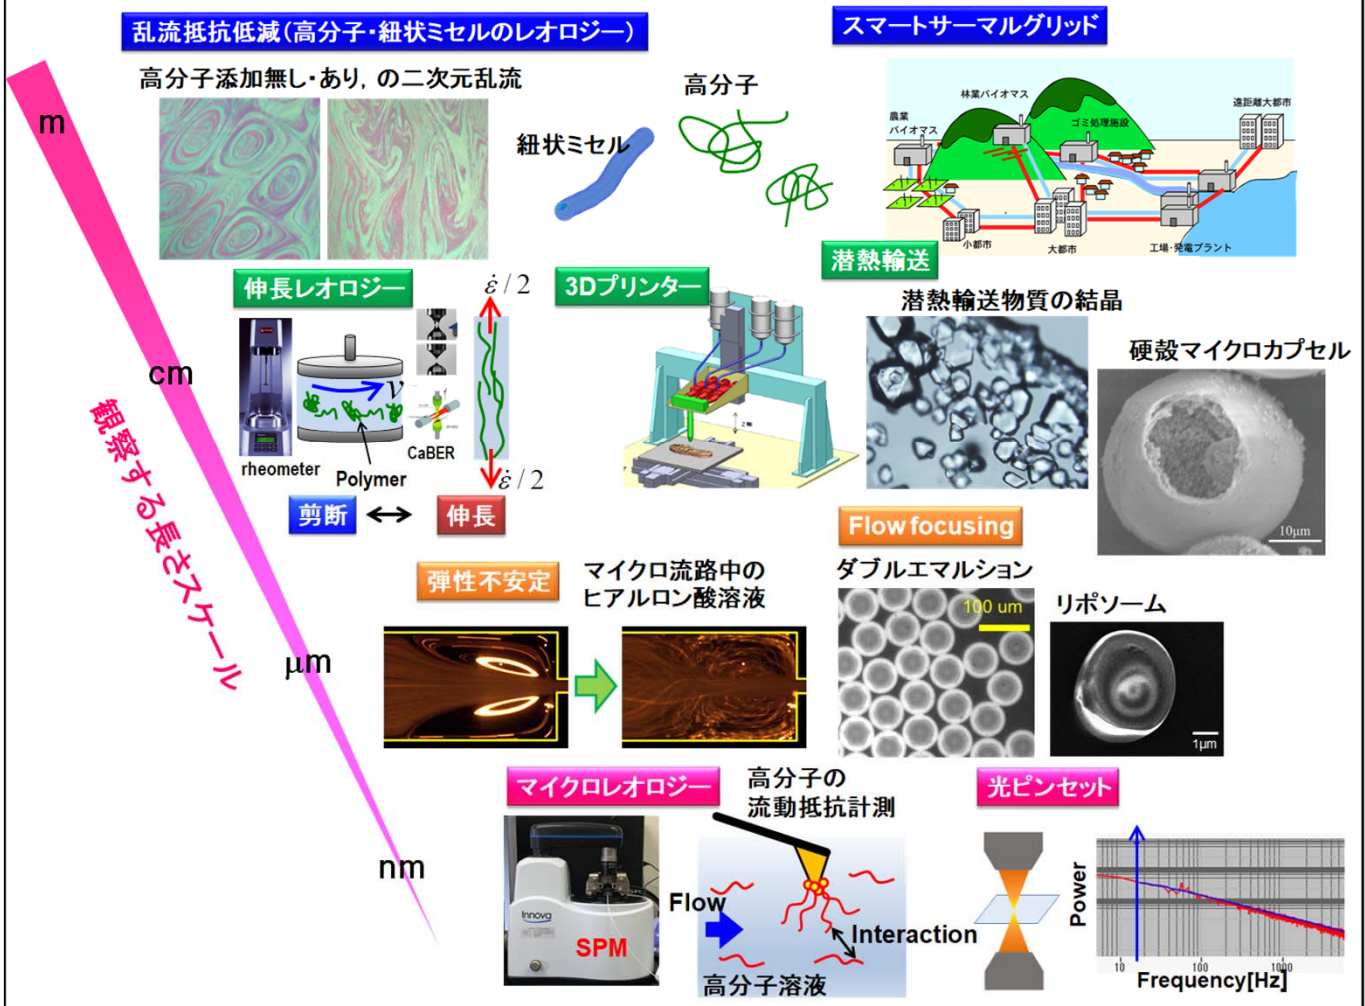 乱流抵抗低減(高分子・紐状ミセルのレオロジー)
スマートサーマルグリッド
高分子添加無し・あり, の二次元乱流
高分子
紐状ミセル
m
林業バイオマス
遠距離大都市
農業
バイオマス
ゴミ処理施設
小都市
大都市
工場・発電プラント
潜熱輸送
伸長レオロジー
ε̇/2
3Dプリンター
潜熱輸送物質の結晶
硬殻マイクロカプセル
cm
v
CaBER
rheometer
Polymer
ε̇/2
剪断
伸長
10μm
観察する長さスケール
Flow focusing
弾性不安定
マイクロ流路中の
ヒアルロン酸溶液
ダブルエマルション
100 um
リポソーム
μm
1μm
マイクロレオロジー
高分子の
流動抵抗計測
光ピンセット
nm
Innova
SPM
Flow
Interaction
高分子溶液
Power
10
100
1000
Frequency[Hz]